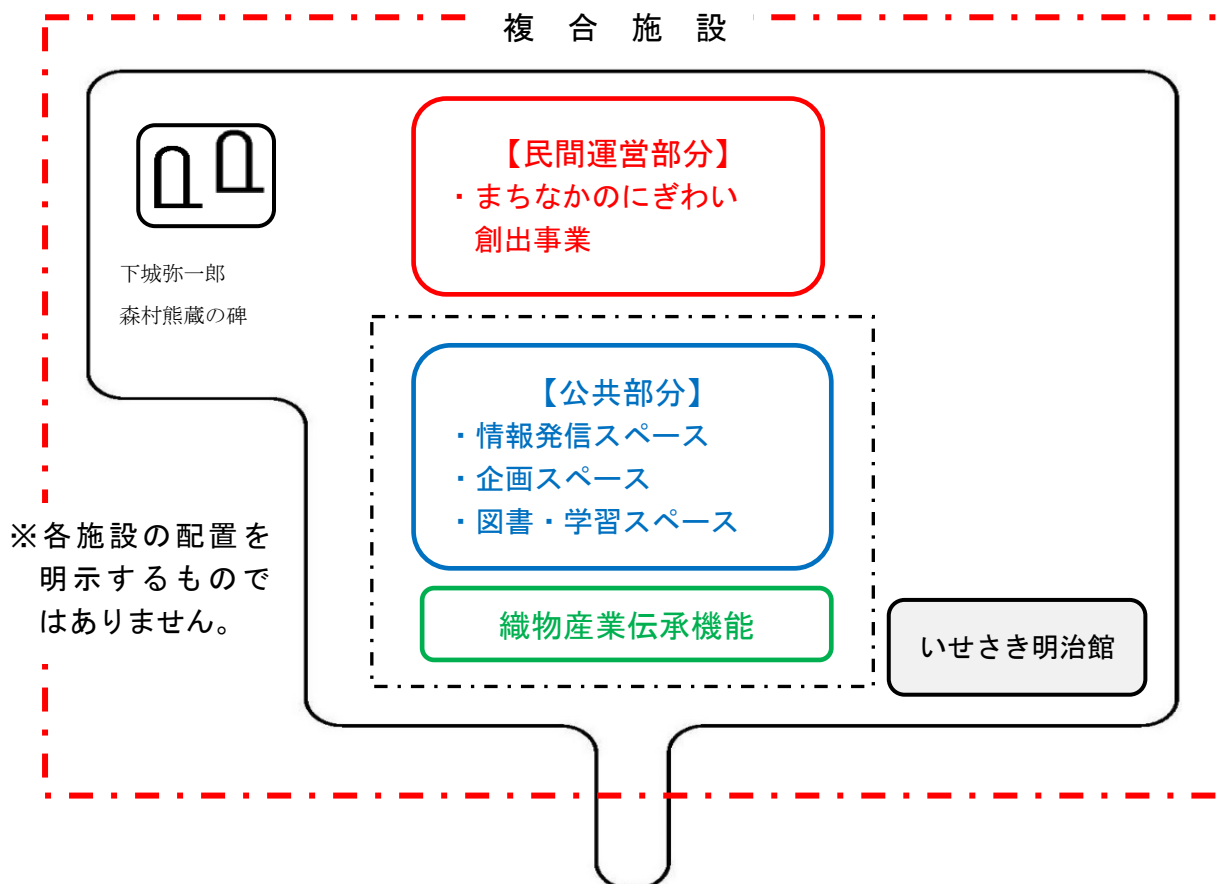 複合施設
【民間運営部分】
・まちなかのにぎわい
創出事業
下城弥一郎
森村熊蔵の碑
【公共部分】
・情報発信スペース
・企画スペース
・図書・学習スペース
※各施設の配置を
明示するもので
はありません。
織物産業伝承機能
いせさき明治館